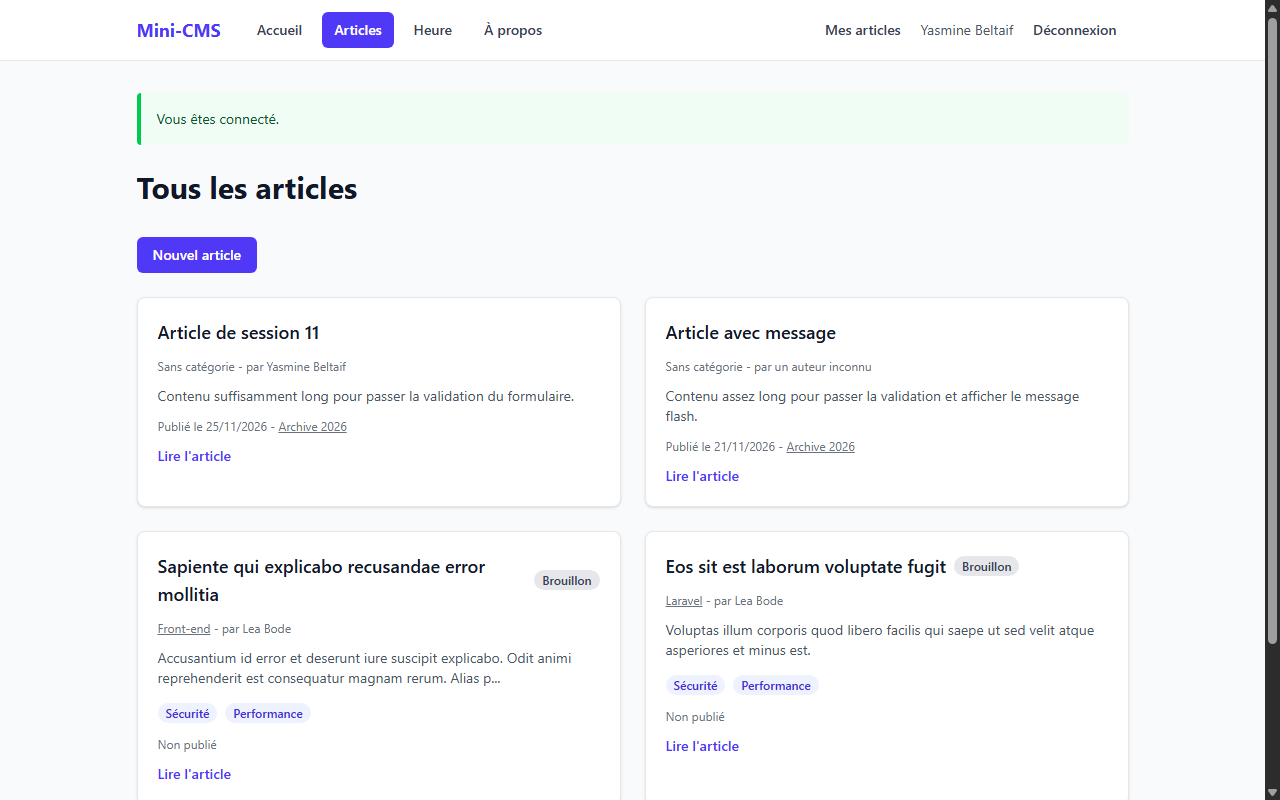 Mini-CMS Accueil Articles Heure À propos Mes articles Yasmine Beltaif Déconnexion
Vous êtes connecté.
Tous les articles
Nouvel article
Article de session 11
Sans catégorie - par Yasmine Beltaif
Contenu suffisamment long pour passer la validation du formulaire.
Publié le 25/11/2026 - Archive 2026
Lire l'article
Article avec message
Sans catégorie - par un auteur inconnu
Contenu assez long pour passer la validation et afficher le message
flash.
Publié le 21/11/2026 - Archive 2026
Lire l'article
Sapiente qui explicabo recusandae error
mollitia
Brouillon
Front-end - par Lea Bode
Accusantium id error et deserunt iure suscipit explicabo. Odit animi
reprehenderit est consequatur magnam rerum. Alias p...
Sécurité Performance
Non publié
Lire l'article
Eos sit est laborum voluptate fugit Brouillon
Laravel - par Lea Bode
Voluptas illum corporis quod libero facilis qui saepe ut sed velit atque
asperiores et minus est.
Sécurité Performance
Non publié
Lire l'article